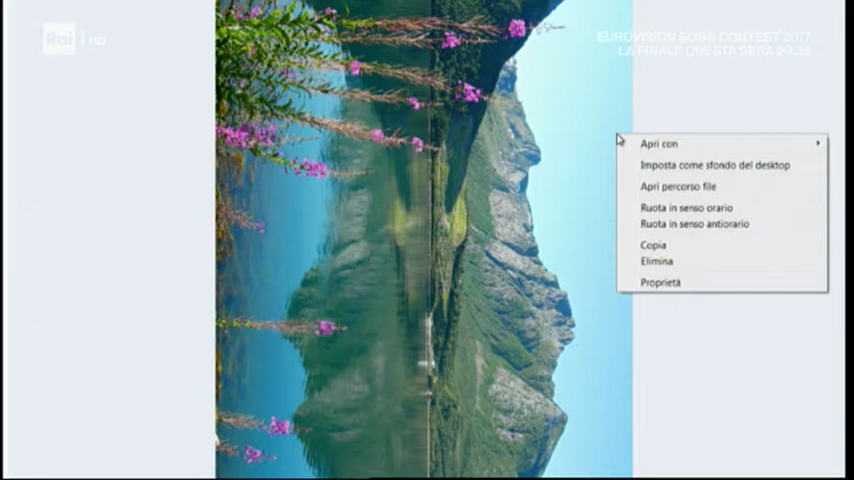 Rai HD
EUROVISION SONG CONTEST 2017
LA FINALE QUESTA SERA 20:35
Apri con
Imposta come sfondo del desktop
Apri percorso file
Ruota in senso orario
Ruota in senso antiorario
Copia
Elimina
Proprietà